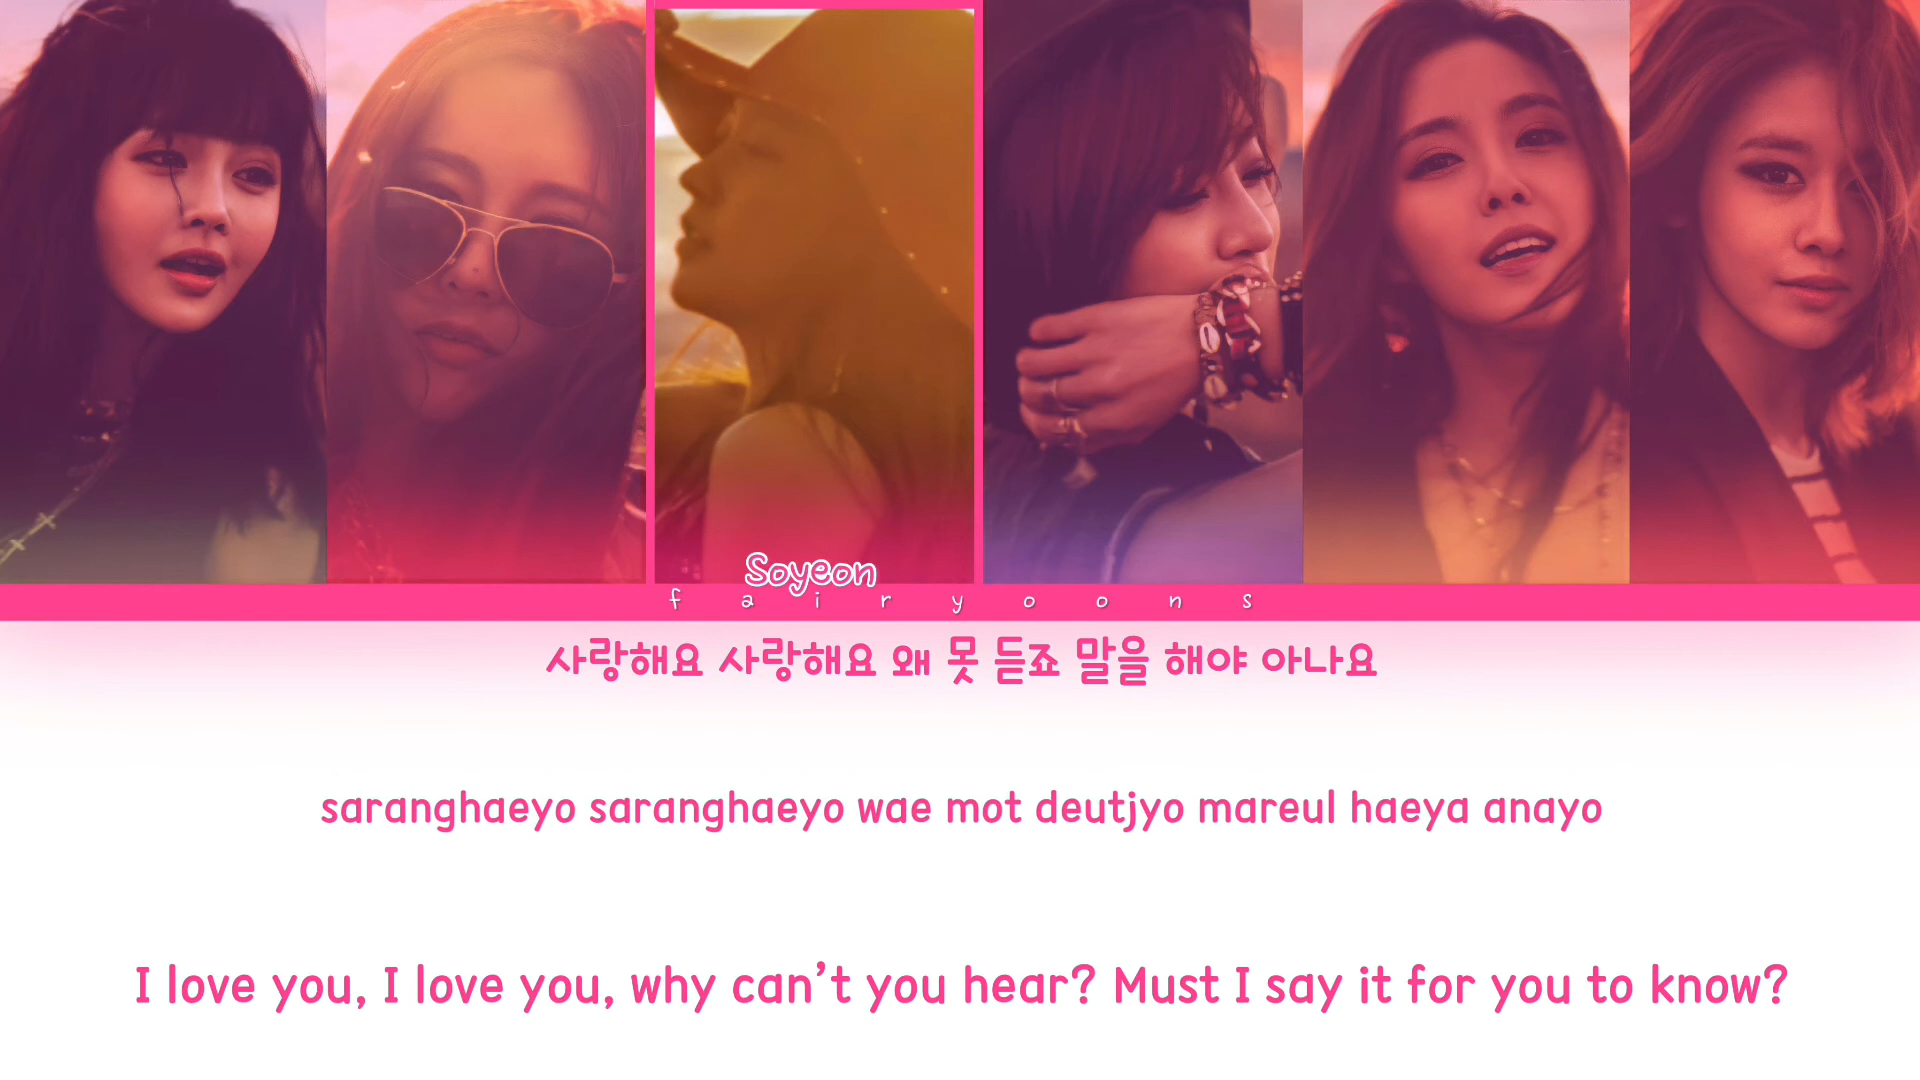 Soyeon
fairyoons
사랑해요 사랑해요 왜 못 듣죠 말을 해야 아나요
saranghaeyo saranghaeyo wae mot deutjyo mareul haeya anayo
I love you, I love you, why can’t you hear? Must I say it for you to know?